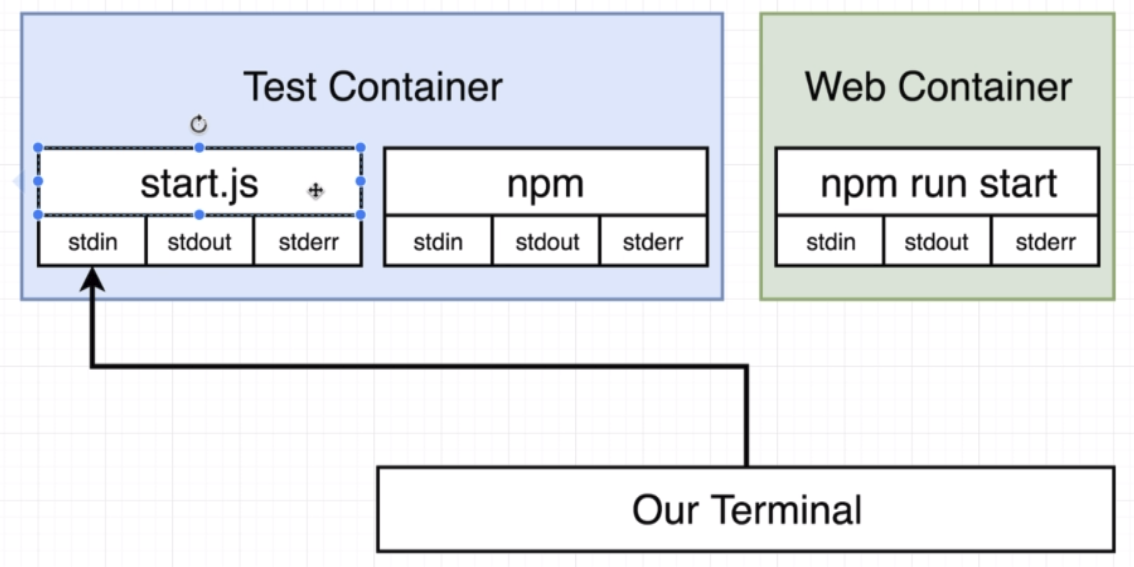 Test Container
Web Container
start.js
npm
npm run start
stdin stdout stderr
stdin stdout stderr
stdin stdout stderr
Our Terminal